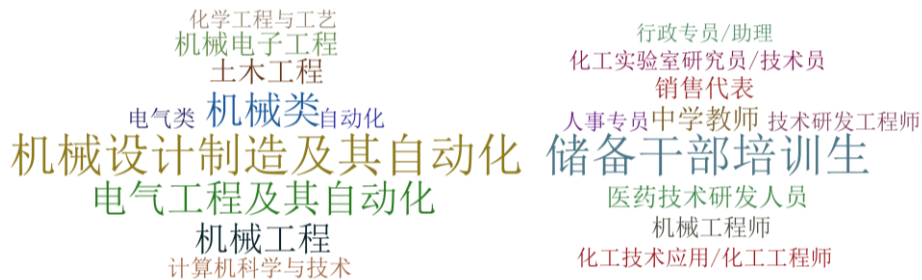 化学工程与工艺
机械电子工程
土木工程
电气类 机械类 自动化
机械设计制造及其自动化
电气工程及其自动化
机械工程
计算机科学与技术
行政专员/助理
化工实验室研究员/技术员
销售代表
人事专员 中学教师 技术研发工程师
储备干部培训生
医药技术研发人员
机械工程师
化工技术应用/化工工程师